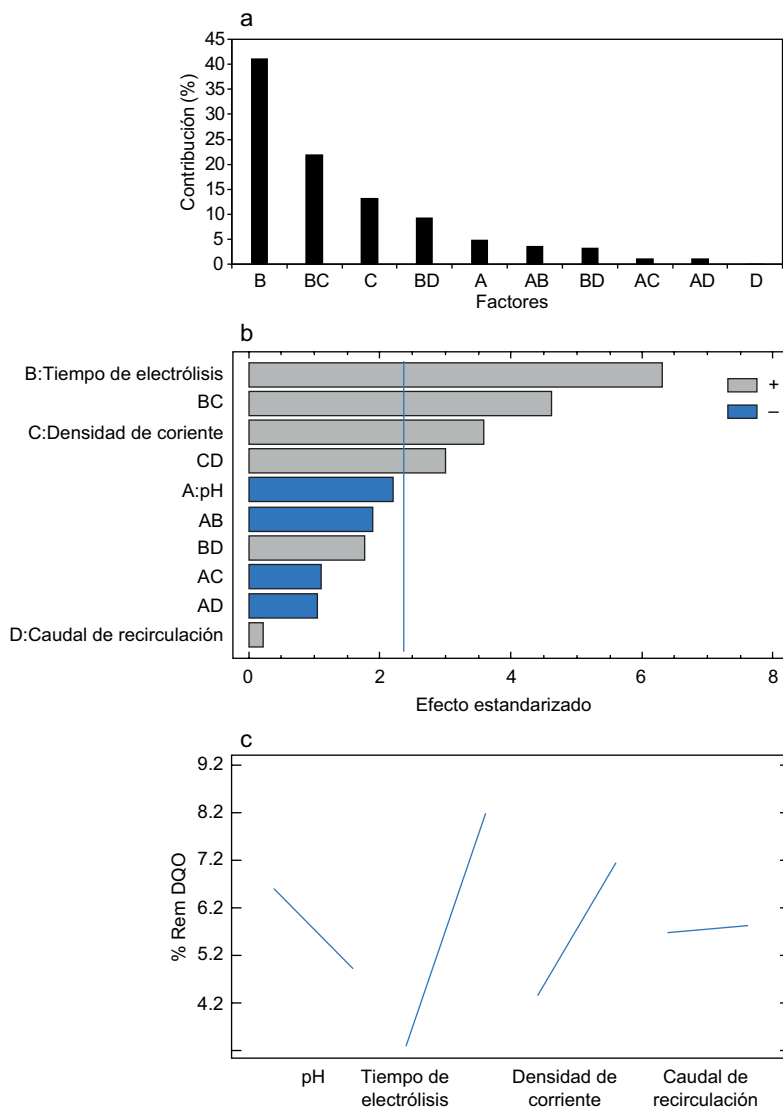 a
45
40
35
30
25
20
15
10
5
0
Contribución (%)
B BC C BD A AB BD AC AD D
Factores
b
B:Tiempo de electrólisis
BC
C:Densidad de coriente
CD
A:pH
AB
BD
AC
AD
D:Caudal de recirculación
+
–
0 2 4 6 8
Efecto estandarizado
c
9.2
8.2
7.2
6.2
5.2
4.2
% Rem DQO
pH Tiempo de Densidad de Caudal de
electrólisis corriente recirculación